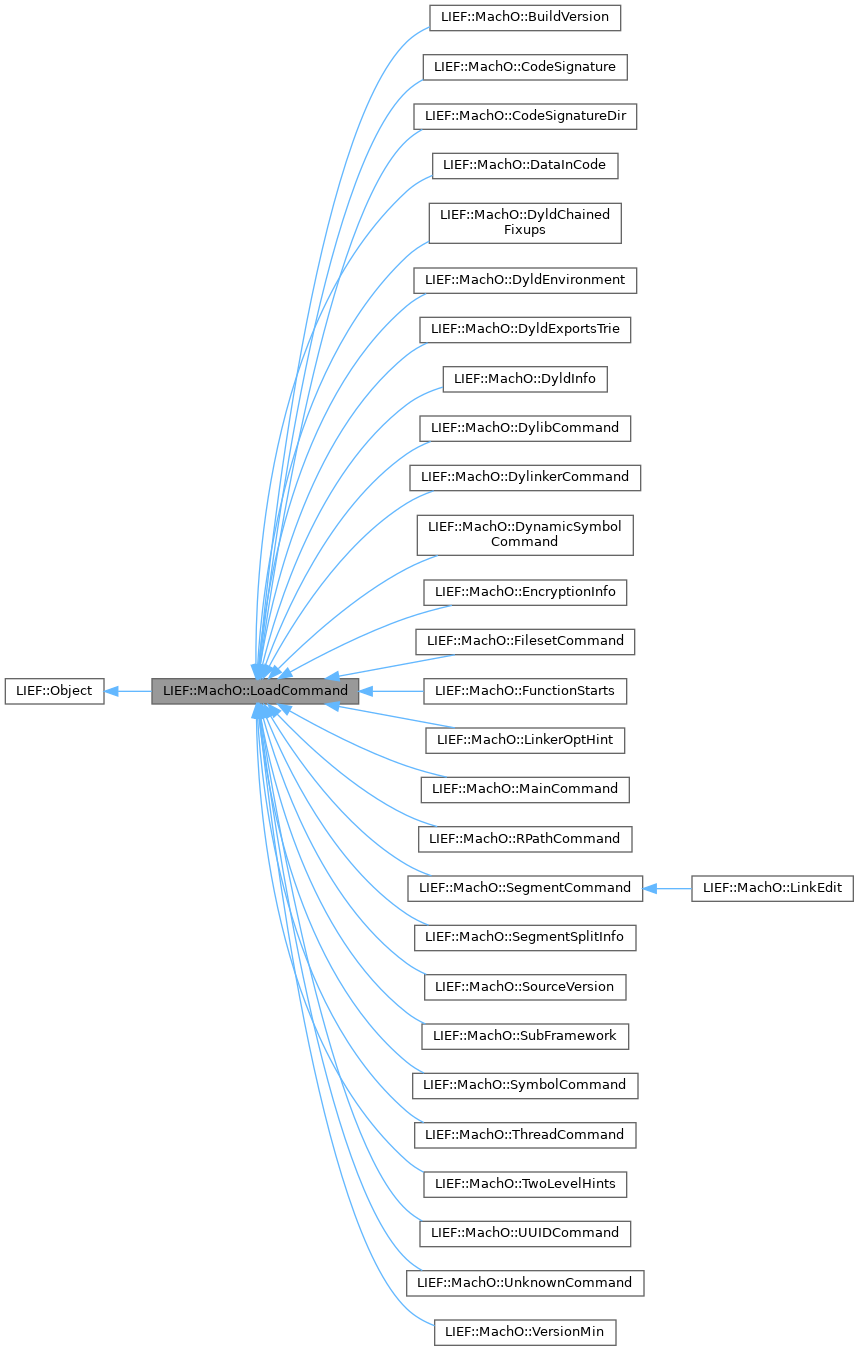 LIEF::MachO::BuildVersion
LIEF::MachO::CodeSignature
LIEF::MachO::CodeSignatureDir
LIEF::MachO::DataInCode
LIEF::MachO::DyldChained
Fixups
LIEF::MachO::DyldEnvironment
LIEF::MachO::DyldExportsTrie
LIEF::MachO::DyldInfo
LIEF::MachO::DylibCommand
LIEF::MachO::DylinkerCommand
LIEF::MachO::DynamicSymbol
Command
LIEF::MachO::EncryptionInfo
LIEF::MachO::FilesetCommand
LIEF::Object
LIEF::MachO::LoadCommand
LIEF::MachO::FunctionStarts
LIEF::MachO::LinkerOptHint
LIEF::MachO::MainCommand
LIEF::MachO::RPathCommand
LIEF::MachO::SegmentCommand
LIEF::MachO::LinkEdit
LIEF::MachO::SegmentSplitInfo
LIEF::MachO::SourceVersion
LIEF::MachO::SubFramework
LIEF::MachO::SymbolCommand
LIEF::MachO::ThreadCommand
LIEF::MachO::TwoLevelHints
LIEF::MachO::UUIDCommand
LIEF::MachO::UnknownCommand
LIEF::MachO::VersionMin